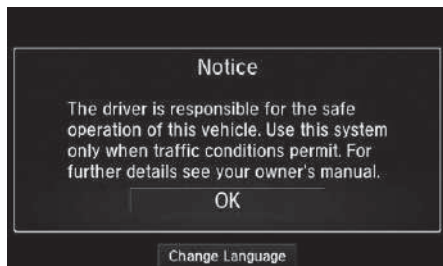 Notice
The driver is responsible for the safe
operation of this vehicle. Use this system
only when traffic conditions permit. For
further details see your owner's manual.
OK
Change Language